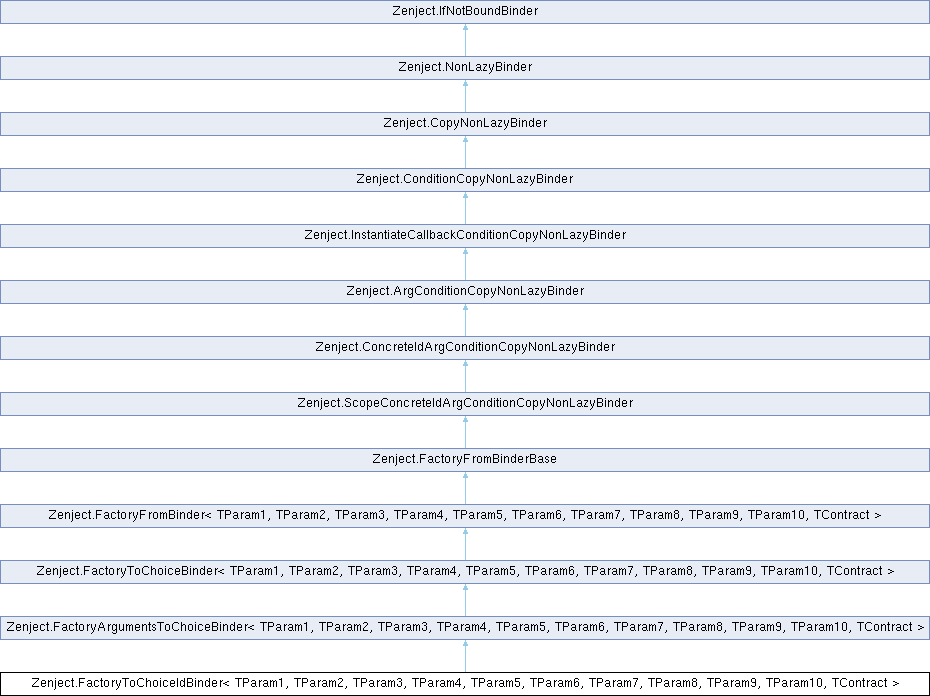 Zenject.IfNotBoundBinder
Zenject.NonLazyBinder
Zenject.CopyNonLazyBinder
Zenject.ConditionCopyNonLazyBinder
Zenject.InstantiateCallbackConditionCopyNonLazyBinder
Zenject.ArgConditionCopyNonLazyBinder
Zenject.ConcreteIdArgConditionCopyNonLazyBinder
Zenject.ScopeConcreteIdArgConditionCopyNonLazyBinder
Zenject.FactoryFromBinderBase
Zenject.FactoryFromBinder< TParam1, TParam2, TParam3, TParam4, TParam5, TParam6, TParam7, TParam8, TParam9, TParam10, TContract >
Zenject.FactoryToChoiceBinder< TParam1, TParam2, TParam3, TParam4, TParam5, TParam6, TParam7, TParam8, TParam9, TParam10, TContract >
Zenject.FactoryArgumentsToChoiceBinder< TParam1, TParam2, TParam3, TParam4, TParam5, TParam6, TParam7, TParam8, TParam9, TParam10, TContract >
Zenject.FactoryToChoiceIdBinder< TParam1, TParam2, TParam3, TParam4, TParam5, TParam6, TParam7, TParam8, TParam9, TParam10, TContract >